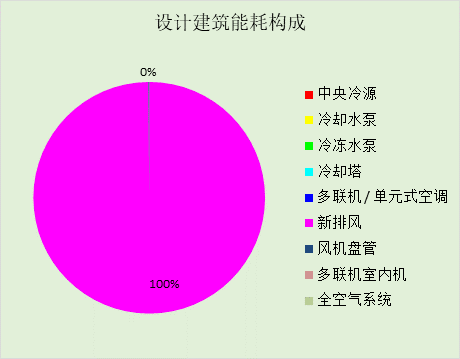 设计建筑能耗构成
0%
100%
中央冷源
冷却水泵
冷冻水泵
冷却塔
多联机/单元式空调
新排风
风机盘管
多联机室内机
全空气系统